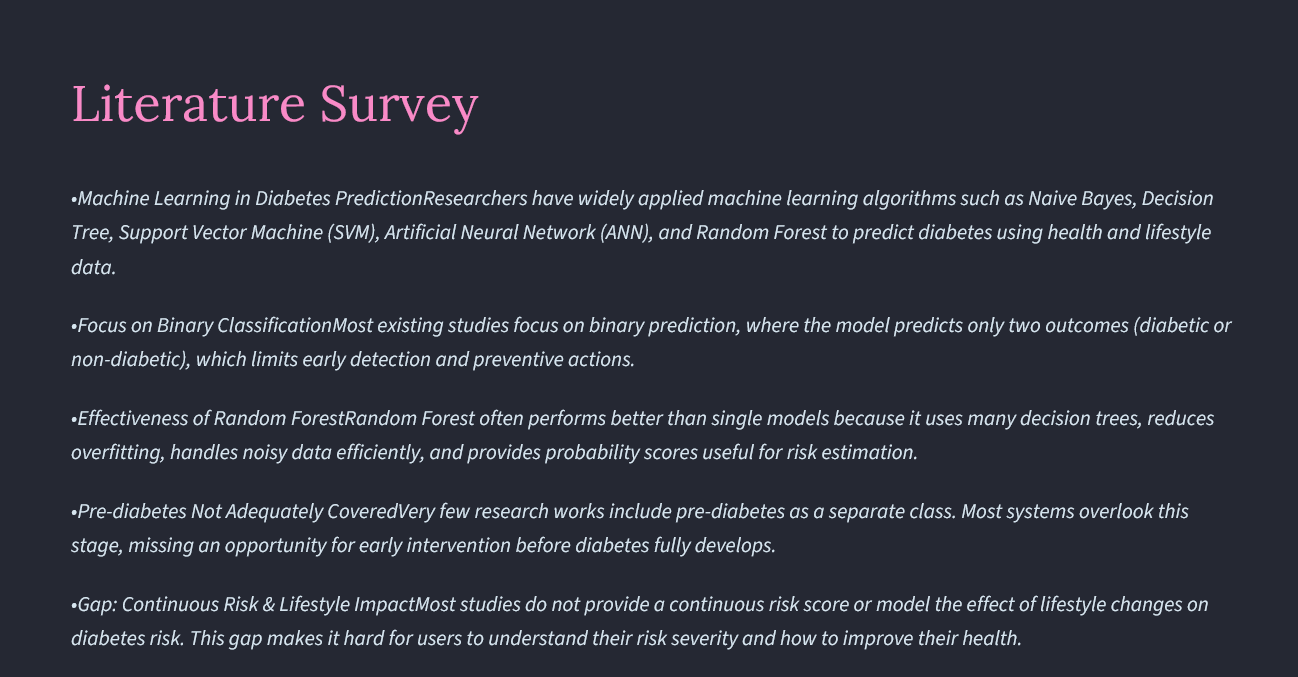 Literature Survey
•Machine Learning in Diabetes PredictionResearchers have widely applied machine learning algorithms such as Naive Bayes, Decision
Tree, Support Vector Machine (SVM), Artificial Neural Network (ANN), and Random Forest to predict diabetes using health and lifestyle
data.
•Focus on Binary ClassificationMost existing studies focus on binary prediction, where the model predicts only two outcomes (diabetic or
non-diabetic), which limits early detection and preventive actions.
•Effectiveness of Random ForestRandom Forest often performs better than single models because it uses many decision trees, reduces
overfitting, handles noisy data efficiently, and provides probability scores useful for risk estimation.
•Pre-diabetes Not Adequately CoveredVery few research works include pre-diabetes as a separate class. Most systems overlook this
stage, missing an opportunity for early intervention before diabetes fully develops.
•Gap: Continuous Risk & Lifestyle ImpactMost studies do not provide a continuous risk score or model the effect of lifestyle changes on
diabetes risk. This gap makes it hard for users to understand their risk severity and how to improve their health.